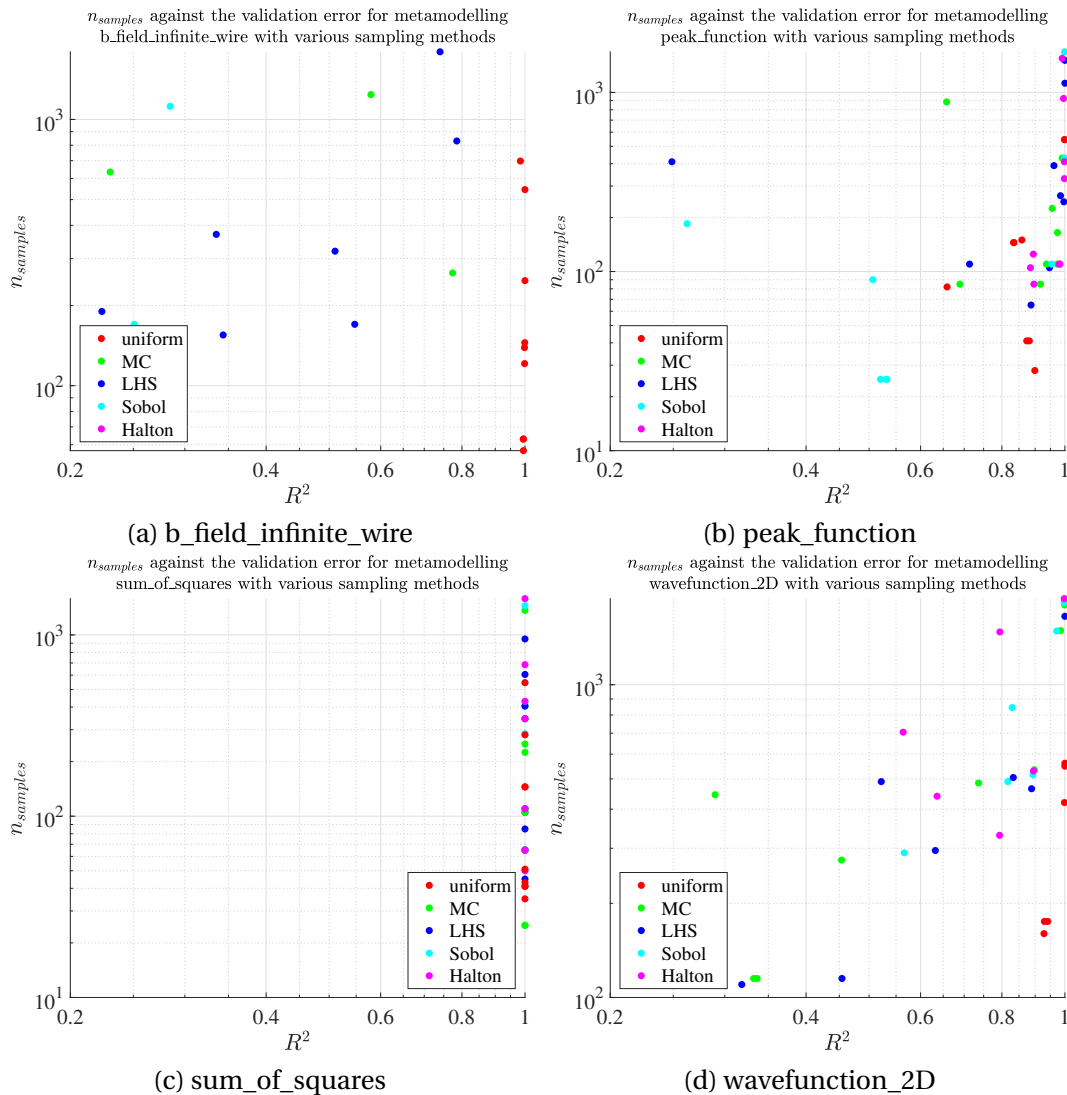 n_samples against the validation error for metamodelling
b_field_infinite_wire with various sampling methods
10^3
10^2
n_samples
uniform
MC
LHS
Sobol
Halton
0.2 0.4 0.6 0.8 1
R^2
(a) b_field_infinite_wire
n_samples against the validation error for metamodelling
peak_function with various sampling methods
10^3
10^2
10^1
n_samples
uniform
MC
LHS
Sobol
Halton
0.2 0.4 0.6 0.8 1
R^2
(b) peak_function
n_samples against the validation error for metamodelling
sum_of_squares with various sampling methods
10^3
10^2
10^1
n_samples
uniform
MC
LHS
Sobol
Halton
0.2 0.4 0.6 0.8 1
R^2
(c) sum_of_squares
n_samples against the validation error for metamodelling
wavefunction_2D with various sampling methods
10^3
10^2
n_samples
uniform
MC
LHS
Sobol
Halton
0.2 0.4 0.6 0.8 1
R^2
(d) wavefunction_2D